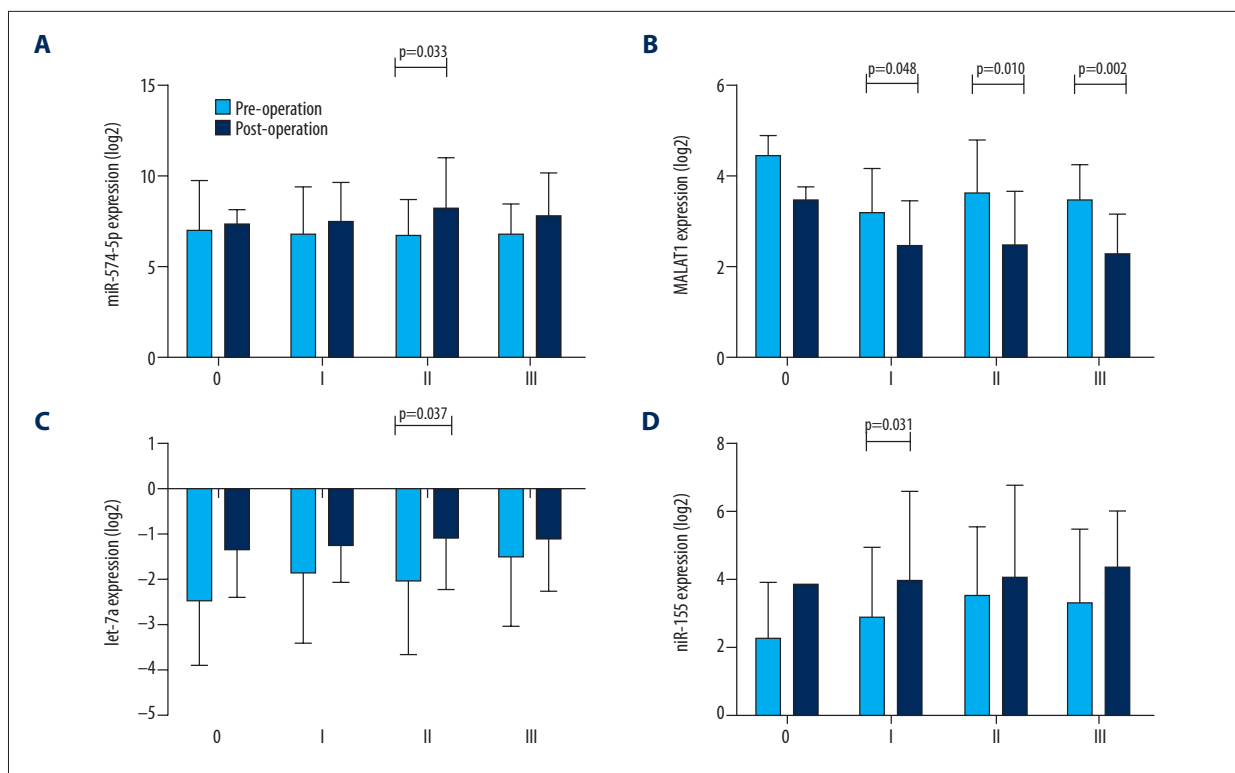 A
p=0.033
miR-574-5p expression (log2)
15
10
5
0
Pre-operation
Post-operation
0 I II III
B
p=0.048 p=0.010 p=0.002
MALAT1 expression (log2)
6
4
2
0
0 I II III
C
p=0.037
let-7a expression (log2)
1
0
–1
–2
–3
–4
–5
0 I II III
D
p=0.031
niR-155 expression (log2)
8
6
4
2
0
0 I II III